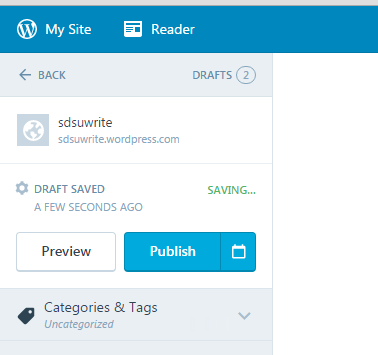 My Site Reader
BACK DRAFTS 2
sdsuwrite
sdsuwrite.wordpress.com
DRAFT SAVED SAVING...
A FEW SECONDS AGO
Preview Publish
Categories & Tags
Uncategorized